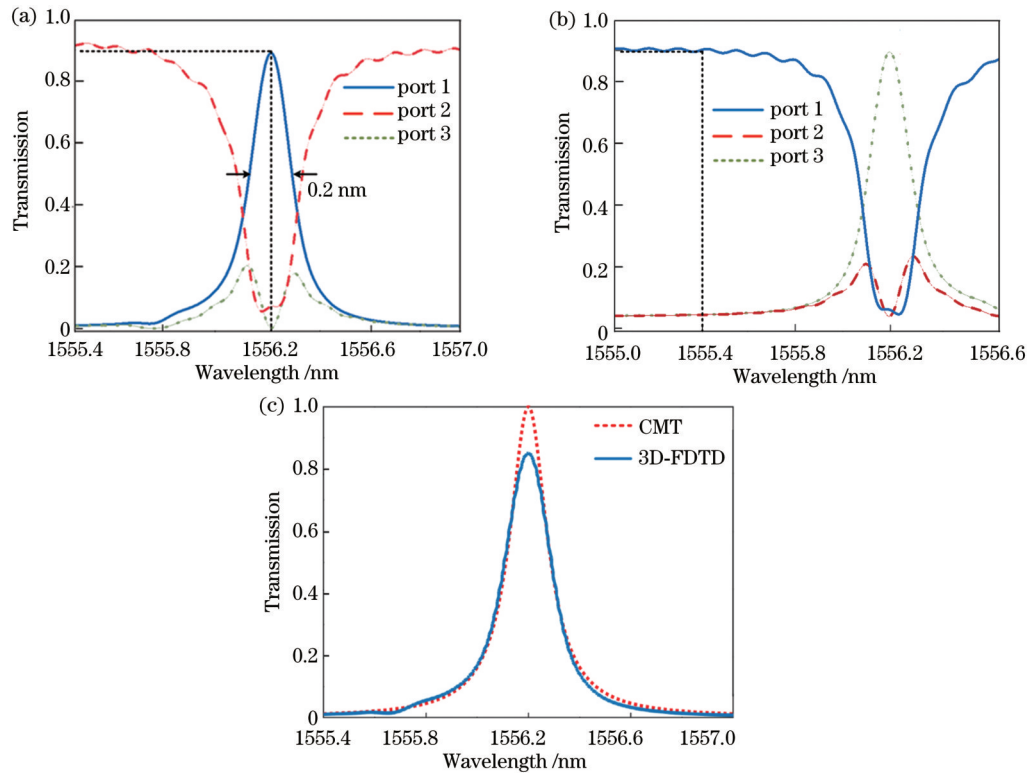 (a)
1.0
0.8
0.6
0.4
0.2
0
Transmission
port 1
port 2
port 3
0.2 nm
1555.4 1555.8 1556.2 1556.6 1557.0
Wavelength /nm
(b)
1.0
0.8
0.6
0.4
0.2
0
Transmission
port 1
port 2
port 3
1555.0 1555.4 1555.8 1556.2 1556.6
Wavelength /nm
(c)
1.0
0.8
0.6
0.4
0.2
0
Transmission
CMT
3D-FDTD
1555.4 1555.8 1556.2 1556.6 1557.0
Wavelength /nm